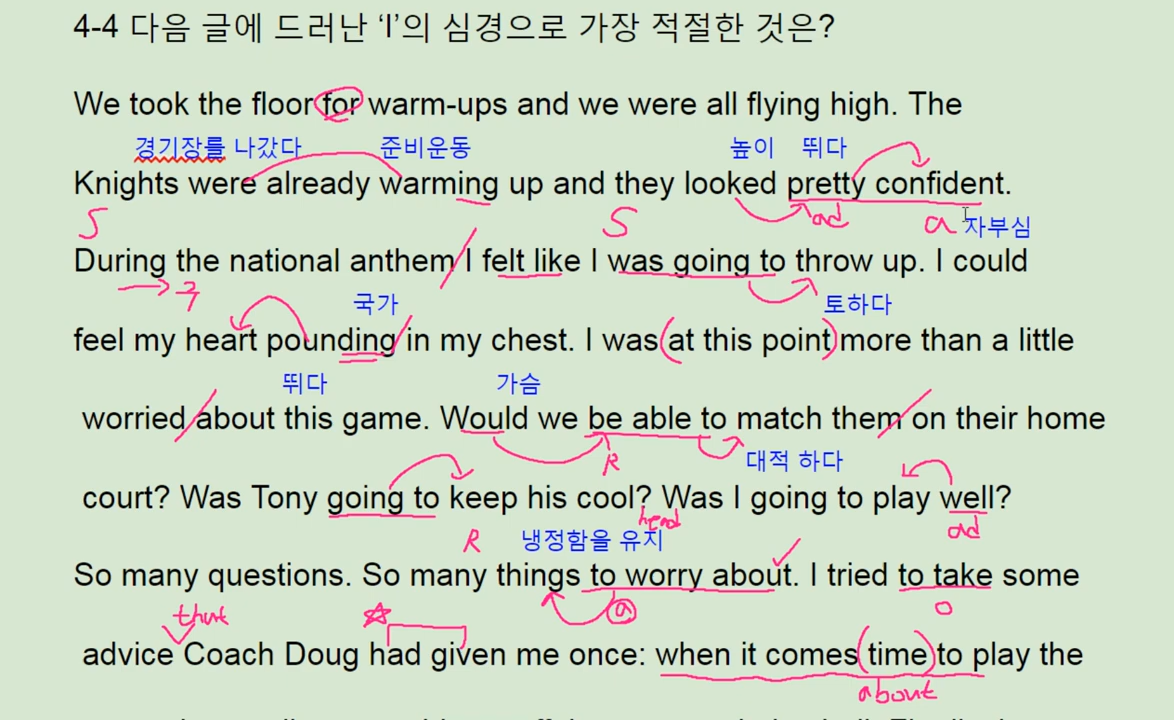 4-4 다음 글에 드러난 ‘I’의 심경으로 가장 적절한 것은?
We took the floor for warm-ups and we were all flying high. The
경기장를 나갔다 준비운동 높이 뛰다
Knights were already warming up and they looked pretty confident.
S S ad a 자부심
During the national anthem I felt like I was going to throw up. I could
국가 토하다
feel my heart pounding in my chest. I was at this point more than a little
뛰다 가슴
worried about this game. Would we be able to match them on their home
R 대적 하다
court? Was Tony going to keep his cool? Was I going to play well?
head ad
R 냉정함을 유지
So many questions. So many things to worry about. I tried to take some
that a o
advice Coach Doug had given me once: when it comes (time) to play the
about